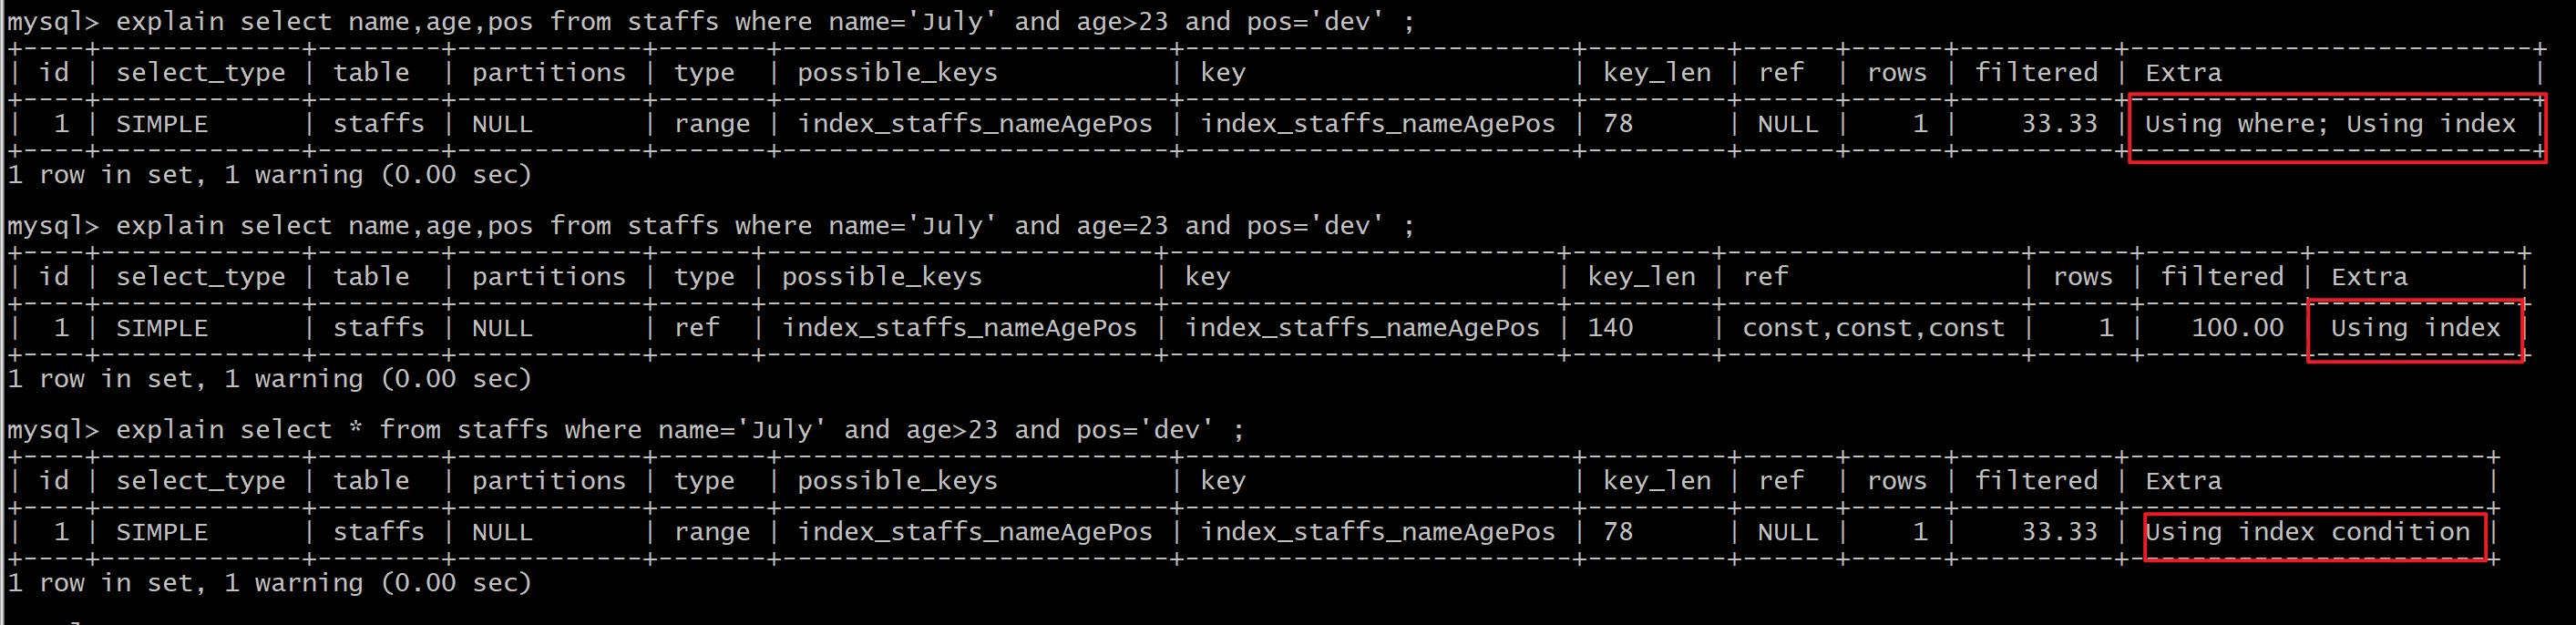 mysql> explain select name,age,pos from staffs where name='July' and age>23 and pos='dev' ;
+----+-------------+--------+------------+-------+-------------------------+-------------------------+---------+------+------+----------+--------------------------+
| id | select_type | table  | partitions | type  | possible_keys           | key                     | key_len | ref  | rows | filtered | Extra                    |
+----+-------------+--------+------------+-------+-------------------------+-------------------------+---------+------+------+----------+--------------------------+
|  1 | SIMPLE      | staffs | NULL       | range | index_staffs_nameAgePos | index_staffs_nameAgePos | 78      | NULL |    1 |    33.33 | Using where; Using index |
+----+-------------+--------+------------+-------+-------------------------+-------------------------+---------+------+------+----------+--------------------------+
1 row in set, 1 warning (0.00 sec)
mysql> explain select name,age,pos from staffs where name='July' and age=23 and pos='dev' ;
+----+-------------+--------+------------+------+-------------------------+-------------------------+---------+-------------------+------+----------+-------------+
| id | select_type | table  | partitions | type | possible_keys           | key                     | key_len | ref               | rows | filtered | Extra       |
+----+-------------+--------+------------+------+-------------------------+-------------------------+---------+-------------------+------+----------+-------------+
|  1 | SIMPLE      | staffs | NULL       | ref  | index_staffs_nameAgePos | index_staffs_nameAgePos | 140     | const,const,const |    1 |   100.00 | Using index |
+----+-------------+--------+------------+------+-------------------------+-------------------------+---------+-------------------+------+----------+-------------+
1 row in set, 1 warning (0.00 sec)
mysql> explain select * from staffs where name='July' and age>23 and pos='dev' ;
+----+-------------+--------+------------+-------+-------------------------+-------------------------+---------+------+------+----------+-----------------------+
| id | select_type | table  | partitions | type  | possible_keys           | key                     | key_len | ref  | rows | filtered | Extra                 |
+----+-------------+--------+------------+-------+-------------------------+-------------------------+---------+------+------+----------+-----------------------+
|  1 | SIMPLE      | staffs | NULL       | range | index_staffs_nameAgePos | index_staffs_nameAgePos | 78      | NULL |    1 |    33.33 | Using index condition |
+----+-------------+--------+------------+-------+-------------------------+-------------------------+---------+------+------+----------+-----------------------+
1 row in set, 1 warning (0.00 sec)